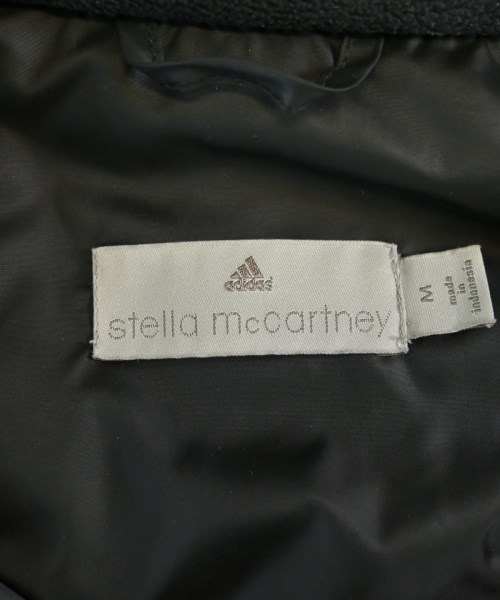 adidas
stella mccartney
M
made
in
indonesia